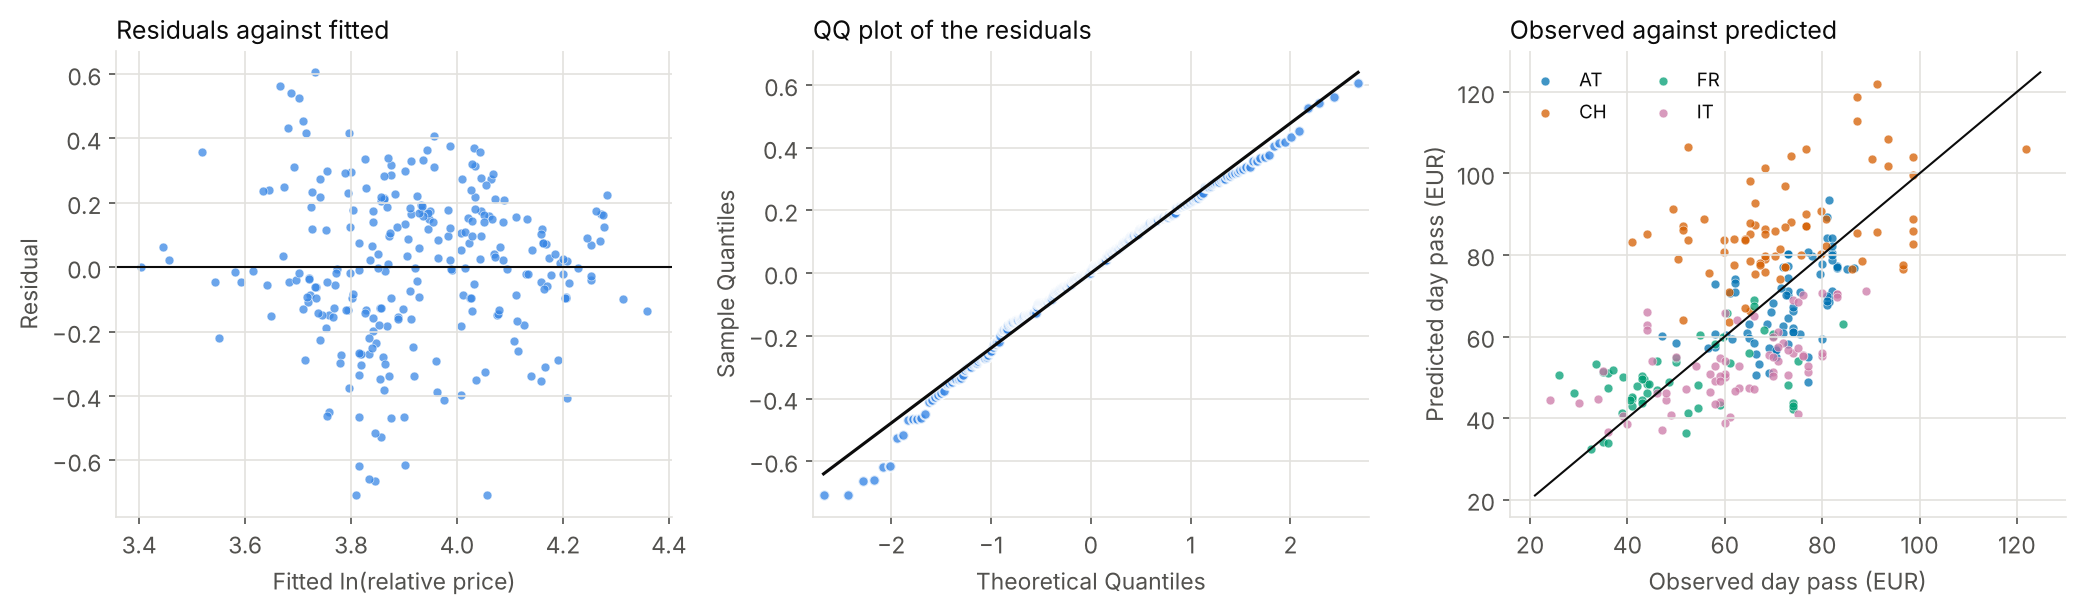 Residuals against fitted
0.6
0.4
0.2
0.0
−0.2
−0.4
−0.6
Residual
3.4 3.6 3.8 4.0 4.2 4.4
Fitted ln(relative price)
QQ plot of the residuals
0.6
0.4
0.2
0.0
−0.2
−0.4
−0.6
Sample Quantiles
−2 −1 0 1 2
Theoretical Quantiles
Observed against predicted
AT FR
CH IT
120
100
80
60
40
20
Predicted day pass (EUR)
20 40 60 80 100 120
Observed day pass (EUR)